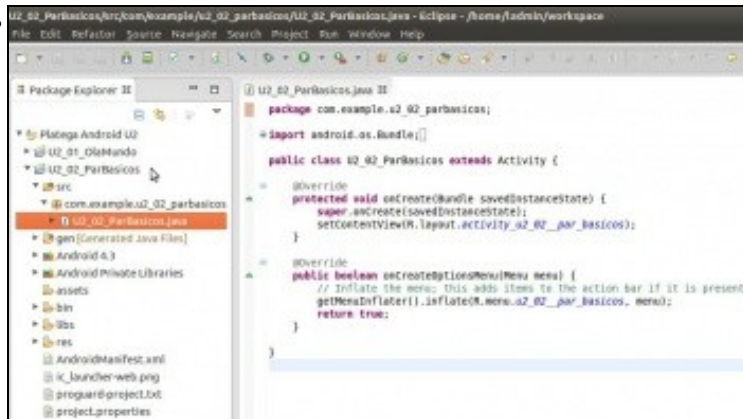 U2_02_ParBasicos/src/com/example/u2_02_parbasicos/U2_02_ParBasicos.java - Eclipse - /home/ladmin/workspace
File Edit Refactor Source Navigate Search Project Run Window Help
Package Explorer
Platega Android U2
U2_01_OlaMundo
U2_02_ParBasicos
src
com.example.u2_02_parbasicos
U2_02_ParBasicos.java
gen [Generated Java Files]
Android 4.3
Android Private Libraries
assets
bin
libs
res
AndroidManifest.xml
ic_launcher-web.png
proguard-project.txt
project.properties
U2_02_ParBasicos.java
package com.example.u2_02_parbasicos;
import android.os.Bundle;
public class U2_02_ParBasicos extends Activity {
@Override
protected void onCreate(Bundle savedInstanceState) {
super.onCreate(savedInstanceState);
setContentView(R.layout.activity_u2_02__par_basicos);
}
@Override
public boolean onCreateOptionsMenu(Menu menu) {
// Inflate the menu; this adds items to the action bar if it is present
getMenuInflater().inflate(R.menu.u2_02__par_basicos, menu);
return true;
}
}